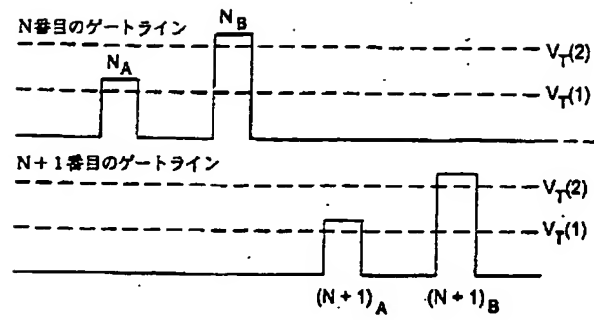 N番目のゲートライン
N_B
V_T(2)
N_A
V_T(1)
N+1番目のゲートライン
V_T(2)
V_T(1)
(N + 1)_A
(N + 1)_B